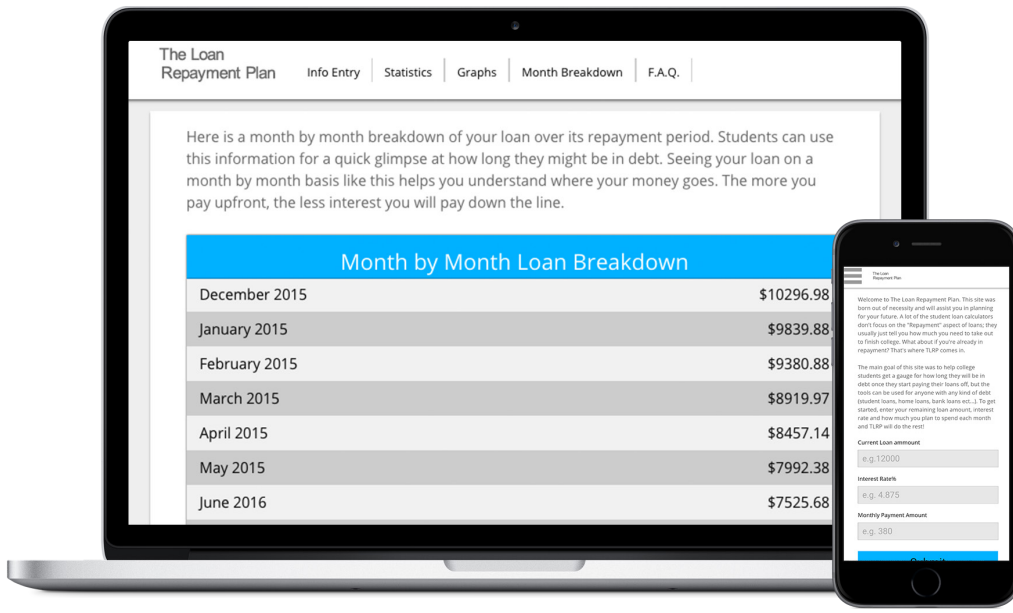 The Loan
Repayment Plan
Info Entry
Statistics
Graphs
Month Breakdown
F.A.Q.
Here is a month by month breakdown of your loan over its repayment period. Students can use
this information for a quick glimpse at how long they might be in debt. Seeing your loan on a
month by month basis like this helps you understand where your money goes. The more you
pay upfront, the less interest you will pay down the line.
Month by Month Loan Breakdown
December 2015 $10296.98
January 2015 $9839.88
February 2015 $9380.88
March 2015 $8919.97
April 2015 $8457.14
May 2015 $7992.38
June 2016 $7525.68
The Loan
Repayment Plan
Welcome to The Loan Repayment Plan. This site was
born out of necessity and will assist you in planning
for your future. A lot of the student loan calculators
don't focus on the "Repayment" aspect of loans; they
usually just tell you how much you need to take out
to finish college. What about if you're already in
repayment? That's where TLRP comes in.
The main goal of this site was to help college
students get a gauge for how long they will be in
debt once they start paying their loans off, but the
tools can be used for anyone with any kind of debt
(student loans, home loans, bank loans ect...). To get
started, enter your remaining loan amount, interest
rate and how much you plan to spend each month
and TLRP will do the rest!
Current Loan ammount
e.g.12000
Interest Rate%
e.g. 4.875
Monthly Payment Amount
e.g. 380
Submit